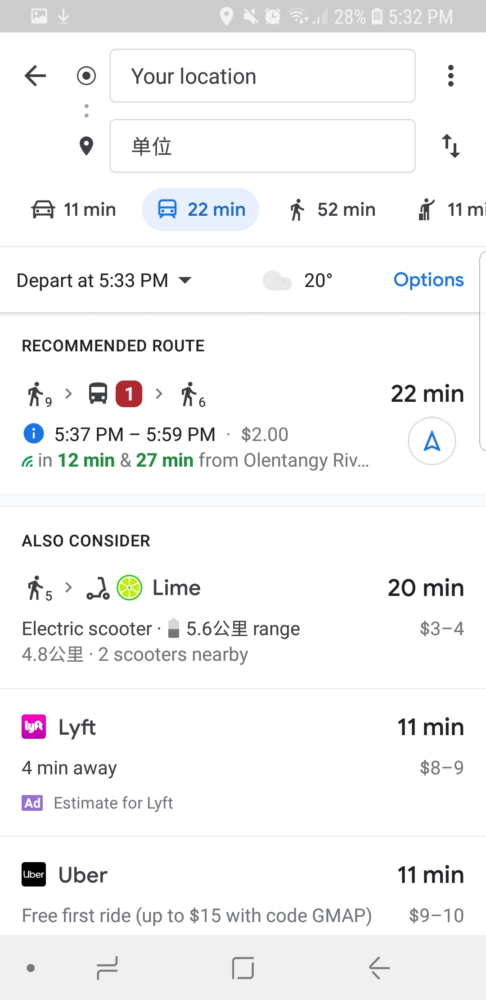 28% 5:32 PM
Your location
单位
11 min 22 min 52 min 11 mi
Depart at 5:33 PM 20° Options
RECOMMENDED ROUTE
9 1 6 22 min
5:37 PM – 5:59 PM · $2.00
in 12 min & 27 min from Olentangy Riv...
ALSO CONSIDER
5 Lime 20 min
Electric scooter · 5.6公里 range $3–4
4.8公里 · 2 scooters nearby
lyft Lyft 11 min
4 min away $8–9
Ad Estimate for Lyft
Uber Uber 11 min
Free first ride (up to $15 with code GMAP) $9–10